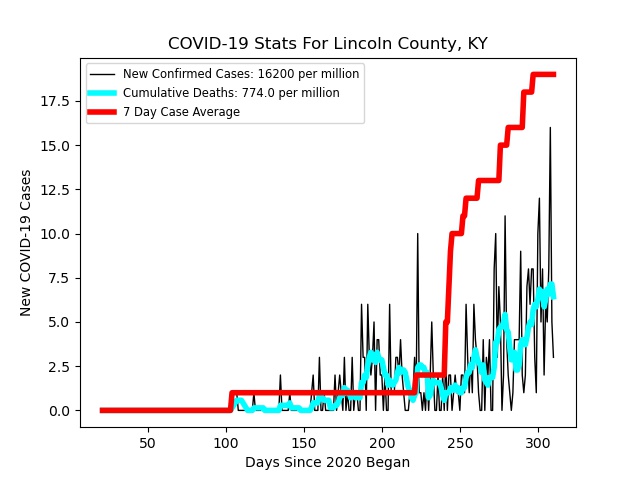 COVID-19 Stats For Lincoln County, KY
New Confirmed Cases: 16200 per million
Cumulative Deaths: 774.0 per million
7 Day Case Average
New COVID-19 Cases
17.5
15.0
12.5
10.0
7.5
5.0
2.5
0.0
50 100 150 200 250 300
Days Since 2020 Began